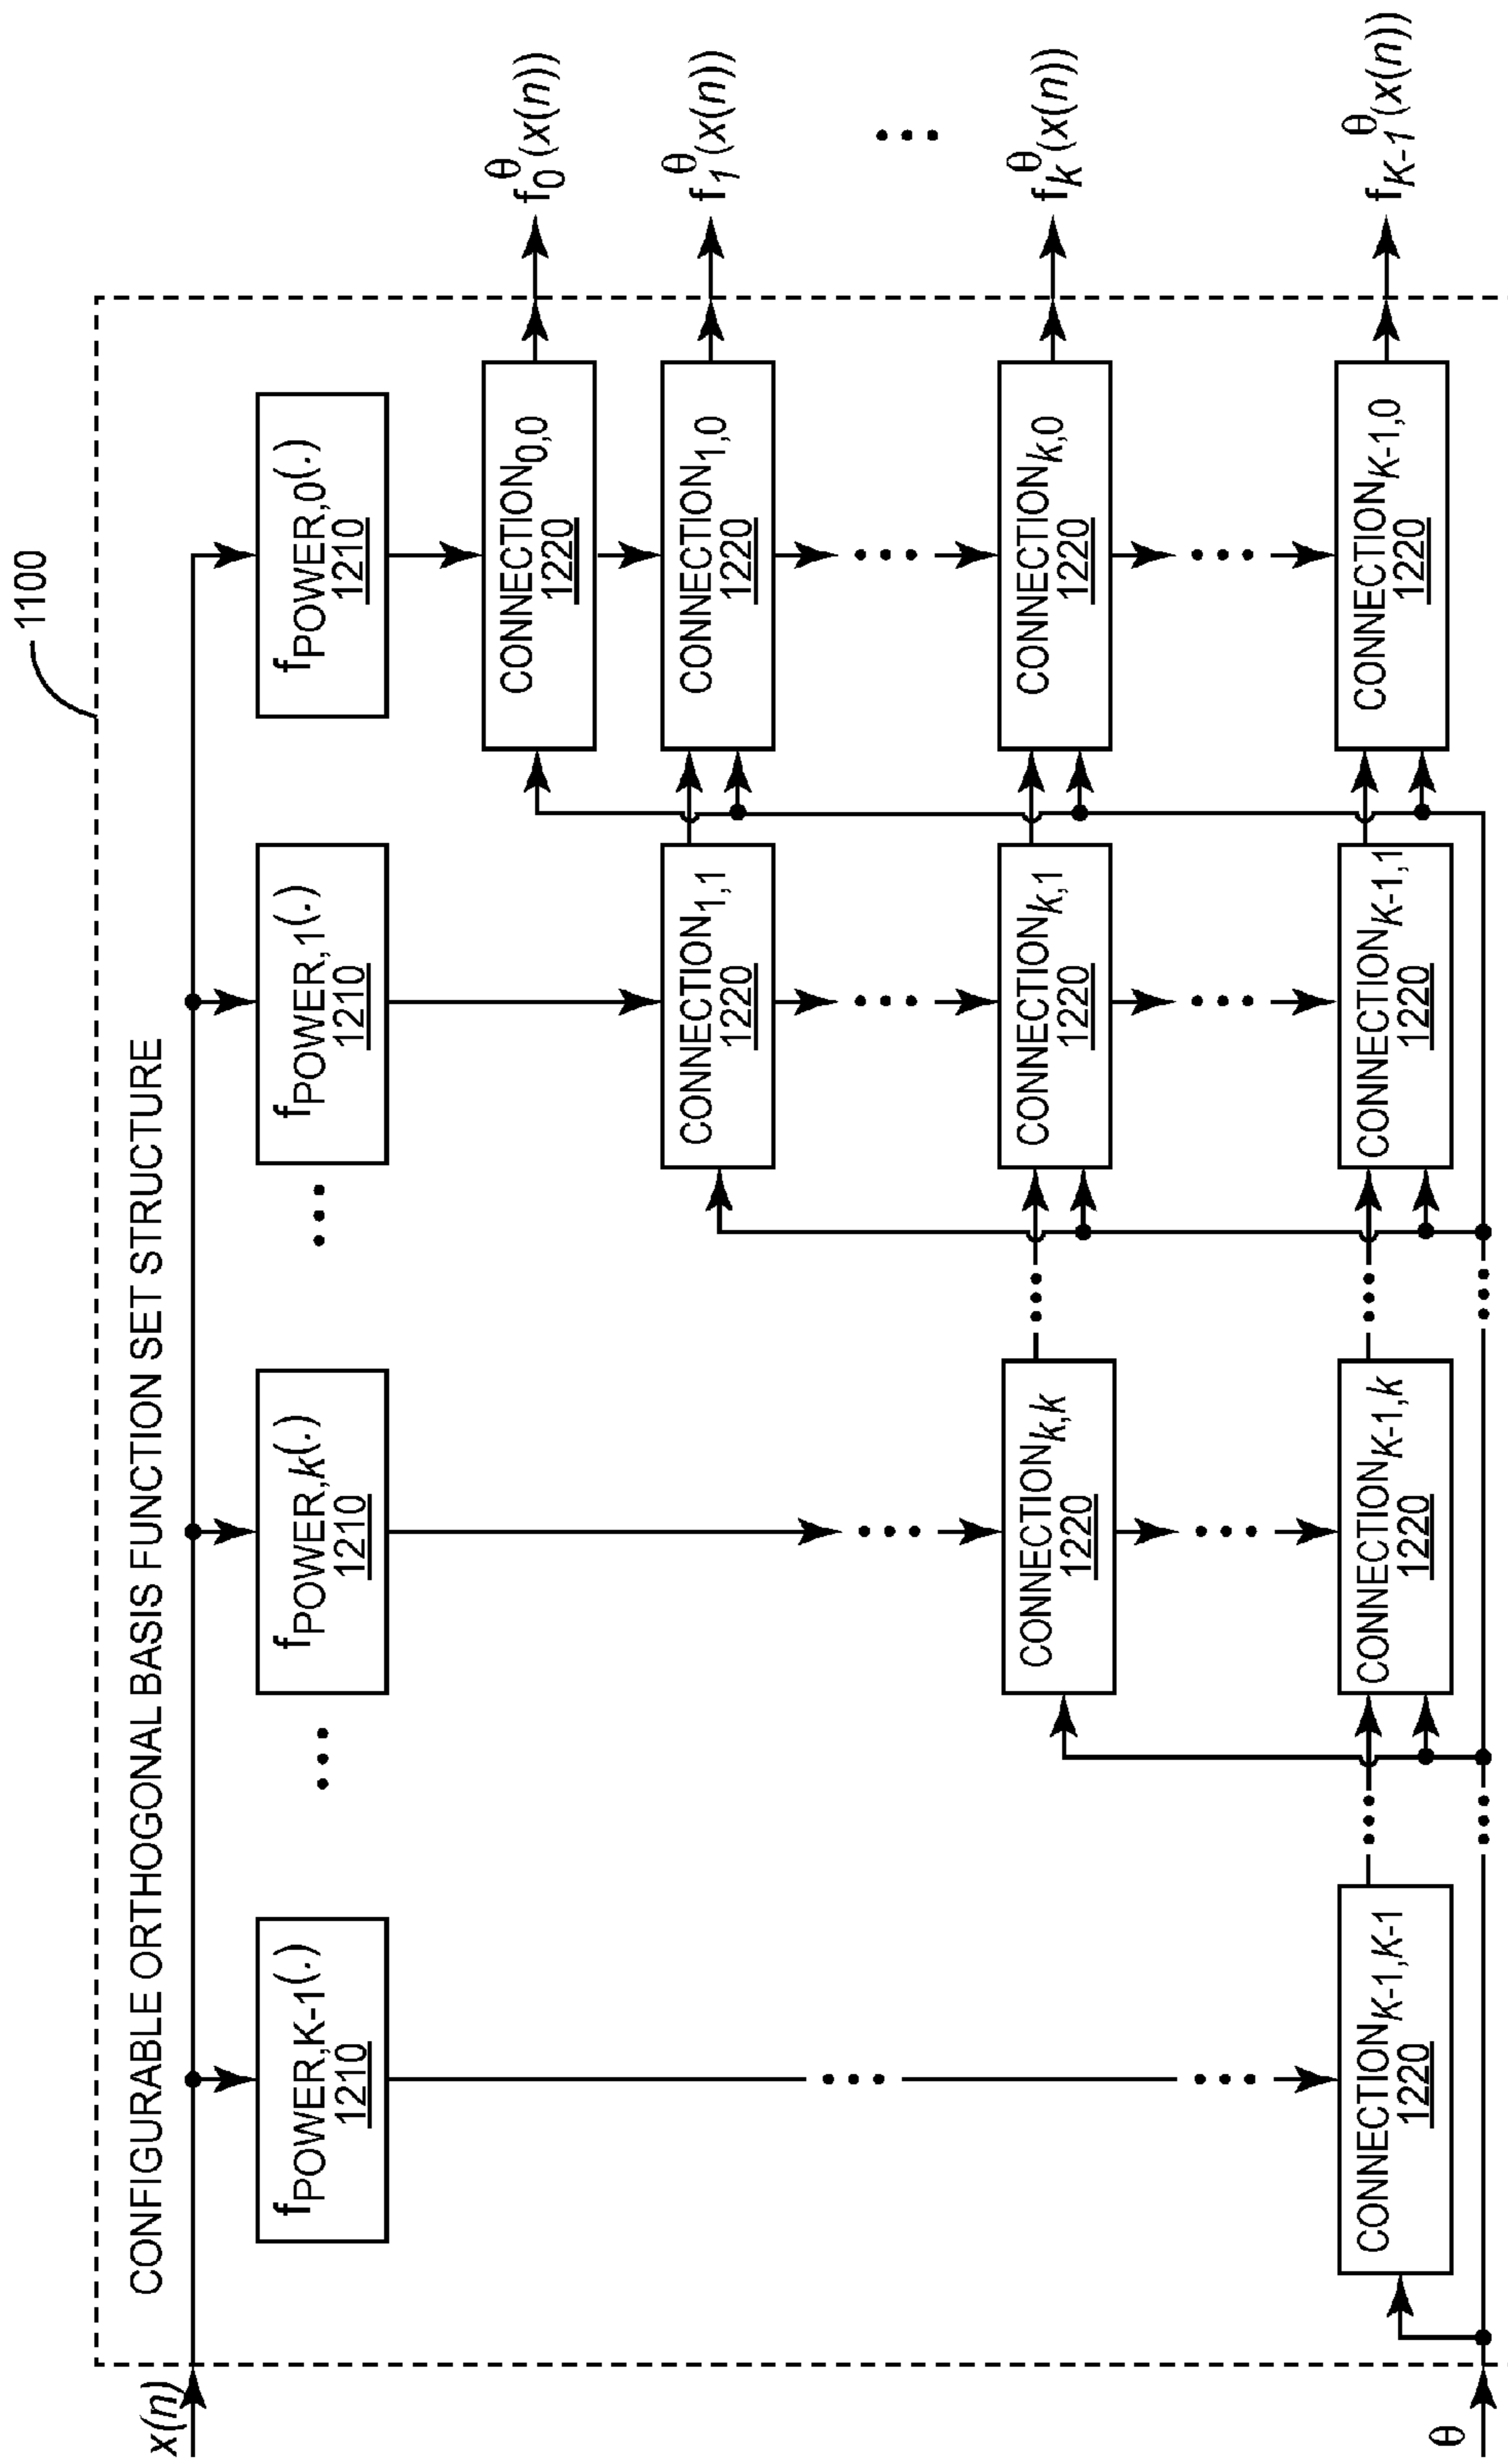 1100
CONFIGURABLE ORTHOGONAL BASIS FUNCTION SET STRUCTURE
x(n)
fPOWER,K-1(.)
1210
...
fPOWER,k(.)
1210
...
fPOWER,1(.)
1210
fPOWER,0(.)
1210
CONNECTION0,0
1220
f0θ(x(n))
CONNECTION1,1
1220
CONNECTION1,0
1220
f1θ(x(n))
...
...
...
...
CONNECTIONk,k
1220
...
CONNECTIONk,1
1220
CONNECTIONk,0
1220
fkθ(x(n))
...
...
...
...
CONNECTIONK-1,K-1
1220
...
CONNECTIONK-1,k
1220
...
CONNECTIONK-1,1
1220
CONNECTIONK-1,0
1220
fK-1θ(x(n))
θ
...
...